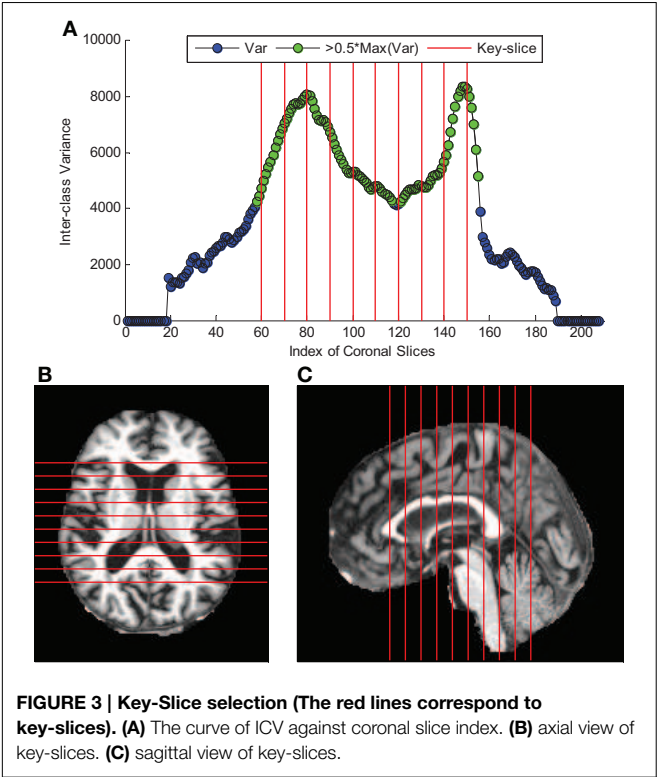 A
10000
8000
6000
4000
2000
0
Inter-class Variance
Var >0.5*Max(Var) Key-slice
0 20 40 60 80 100 120 140 160 180 200
Index of Coronal Slices
B
C
FIGURE 3 | Key-Slice selection (The red lines correspond to
key-slices). (A) The curve of ICV against coronal slice index. (B) axial view of
key-slices. (C) sagittal view of key-slices.